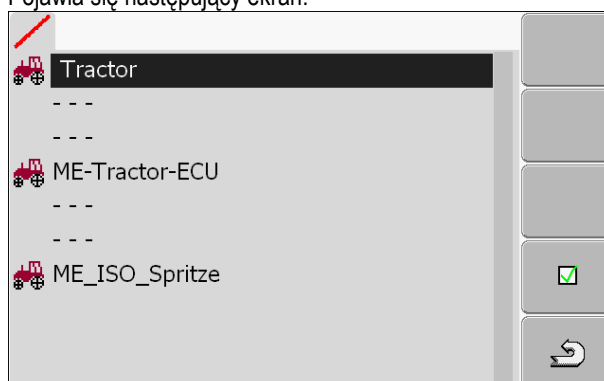 Pojawia się następujący ekran:
Tractor
- - -
- - -
ME-Tractor-ECU
- - -
- - -
ME_ISO_Spritze